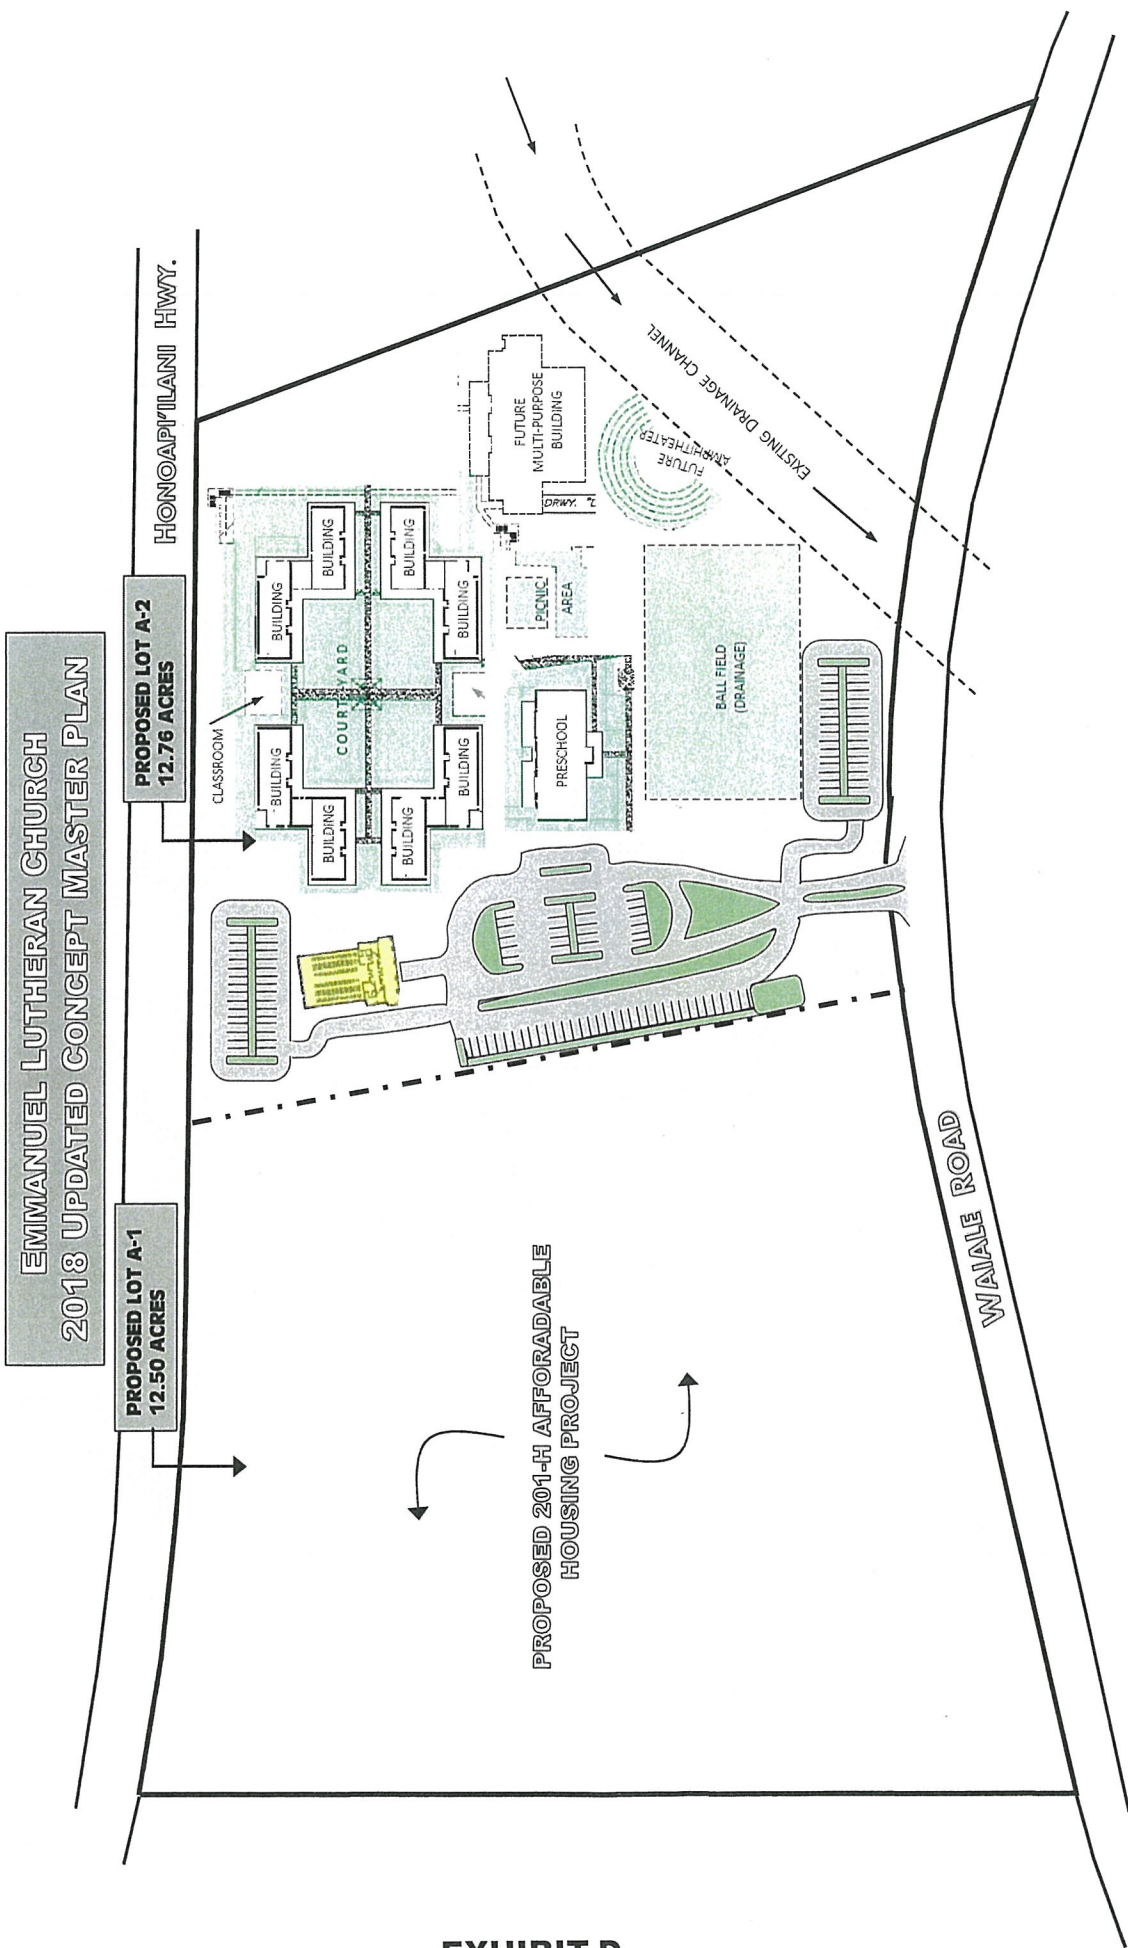 EMMANUEL LUTHERAN CHURCH
2018 UPDATED CONCEPT MASTER PLAN
PROPOSED LOT A-1
12.50 ACRES
PROPOSED LOT A-2
12.76 ACRES
HONOAPI'ILANI HWY.
CLASSROOM
BUILDING
BUILDING
BUILDING
BUILDING
COURTYARD
BUILDING
BUILDING
BUILDING
BUILDING
FUTURE
MULTI-PURPOSE
BUILDING
DRWY.
PICNIC
AREA
PRESCHOOL
FUTURE
AMPHITHEATER
EXISTING DRAINAGE CHANNEL
BALL FIELD
(DRAINAGE)
PROPOSED 201-H AFFORADABLE
HOUSING PROJECT
WAIALE ROAD